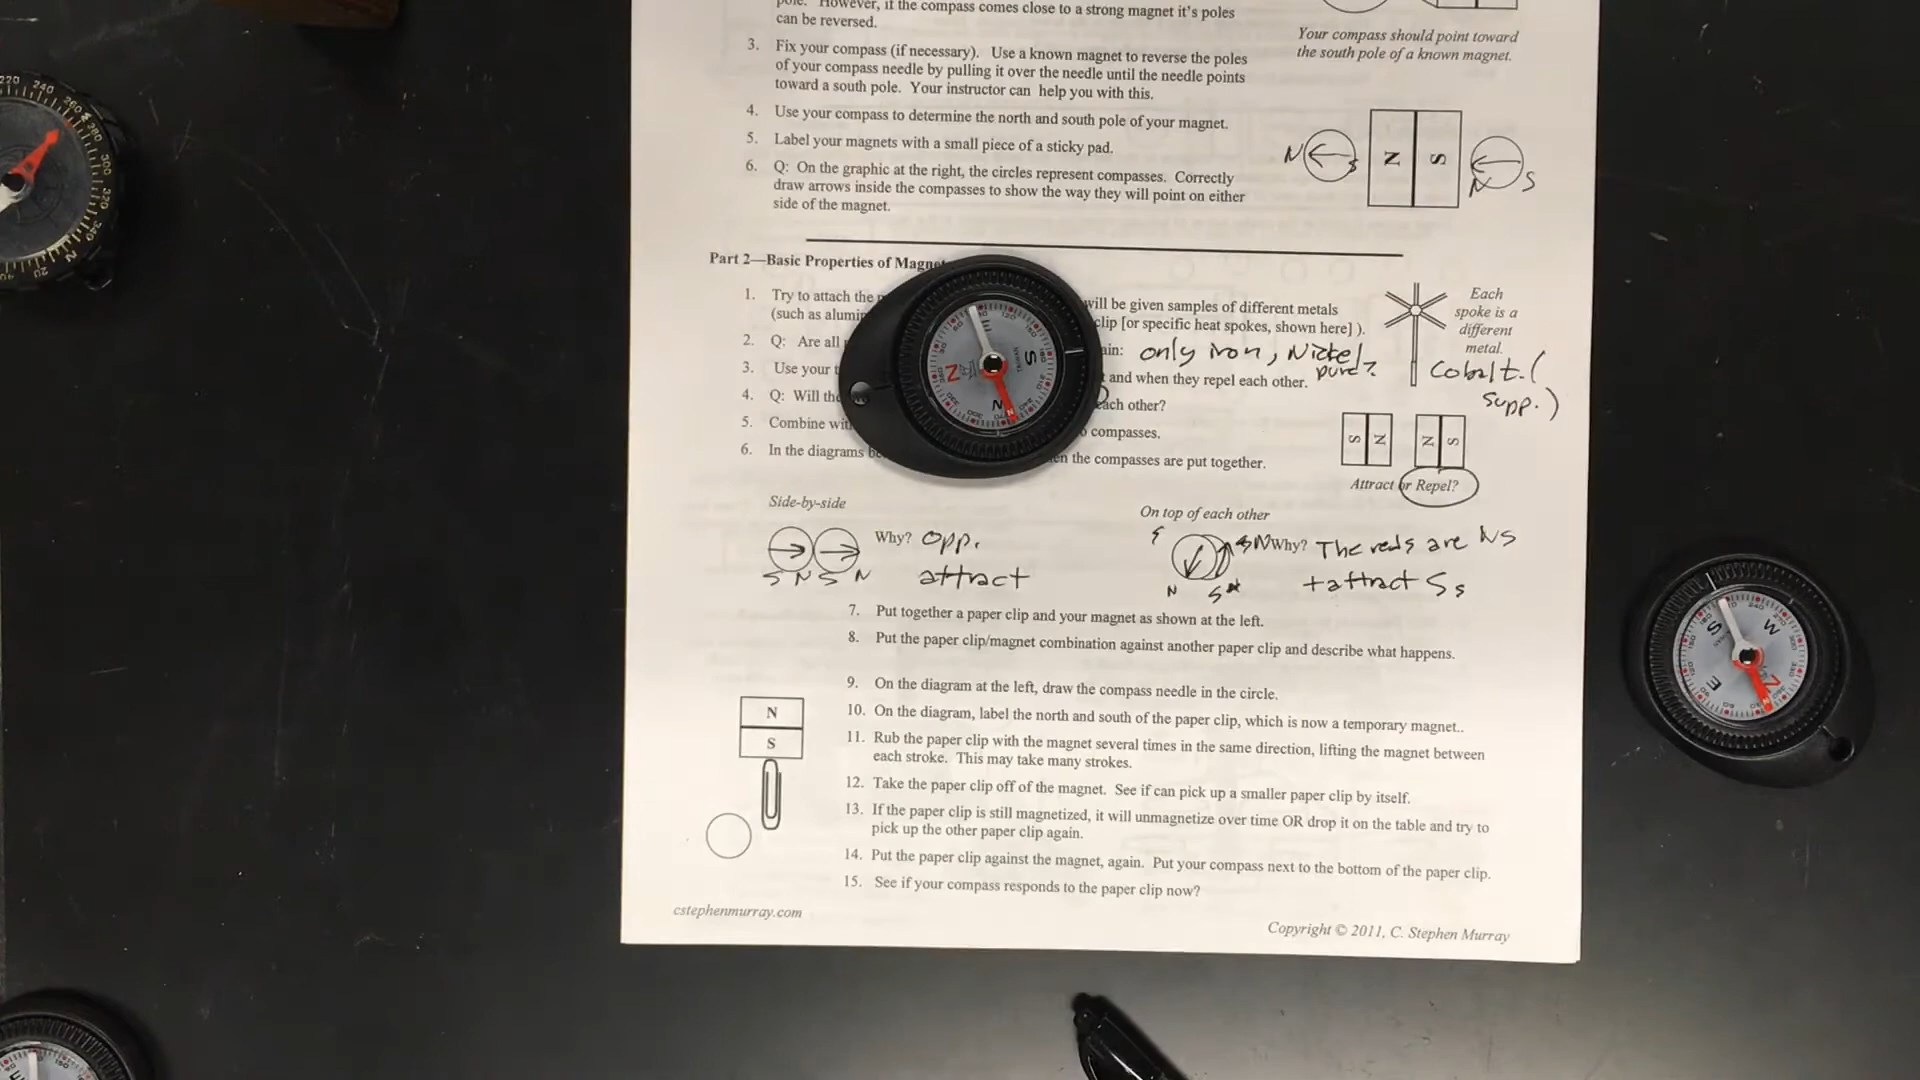 pole. However, if the compass comes close to a strong magnet it's poles
can be reversed.
Your compass should point toward
the south pole of a known magnet.
3. Fix your compass (if necessary). Use a known magnet to reverse the poles
of your compass needle by pulling it over the needle until the needle points
toward a south pole. Your instructor can help you with this.
4. Use your compass to determine the north and south pole of your magnet.
5. Label your magnets with a small piece of a sticky pad.
6. Q: On the graphic at the right, the circles represent compasses. Correctly
draw arrows inside the compasses to show the way they will point on either
side of the magnet.
N S N S N S
Part 2—Basic Properties of Magnet
1. Try to attach the will be given samples of different metals
(such as alumin clip [or specific heat spokes, shown here] ).
2. Q: Are all ain: only iron, Nickel
pure?
3. Use your t and when they repel each other.
4. Q: Will the each other?
5. Combine with compasses.
6. In the diagrams be en the compasses are put together.
Each
spoke is a
different
metal.
Cobalt. (
supp.)
S N N S
Attract or Repel?
Side-by-side
Why? Opp.
attract
S N S N
On top of each other
Why? The reds are Ns
+ attract Ss
N S
7. Put together a paper clip and your magnet as shown at the left.
8. Put the paper clip/magnet combination against another paper clip and describe what happens.
9. On the diagram at the left, draw the compass needle in the circle.
10. On the diagram, label the north and south of the paper clip, which is now a temporary magnet..
11. Rub the paper clip with the magnet several times in the same direction, lifting the magnet between
each stroke. This may take many strokes.
12. Take the paper clip off of the magnet. See if can pick up a smaller paper clip by itself.
13. If the paper clip is still magnetized, it will unmagnetize over time OR drop it on the table and try to
pick up the other paper clip again.
14. Put the paper clip against the magnet, again. Put your compass next to the bottom of the paper clip.
15. See if your compass responds to the paper clip now?
N
S
cstephenmurray.com
Copyright © 2011, C. Stephen Murray
220 240 260 280 300 320 340 N 20 40
E S N N
S W E N
E